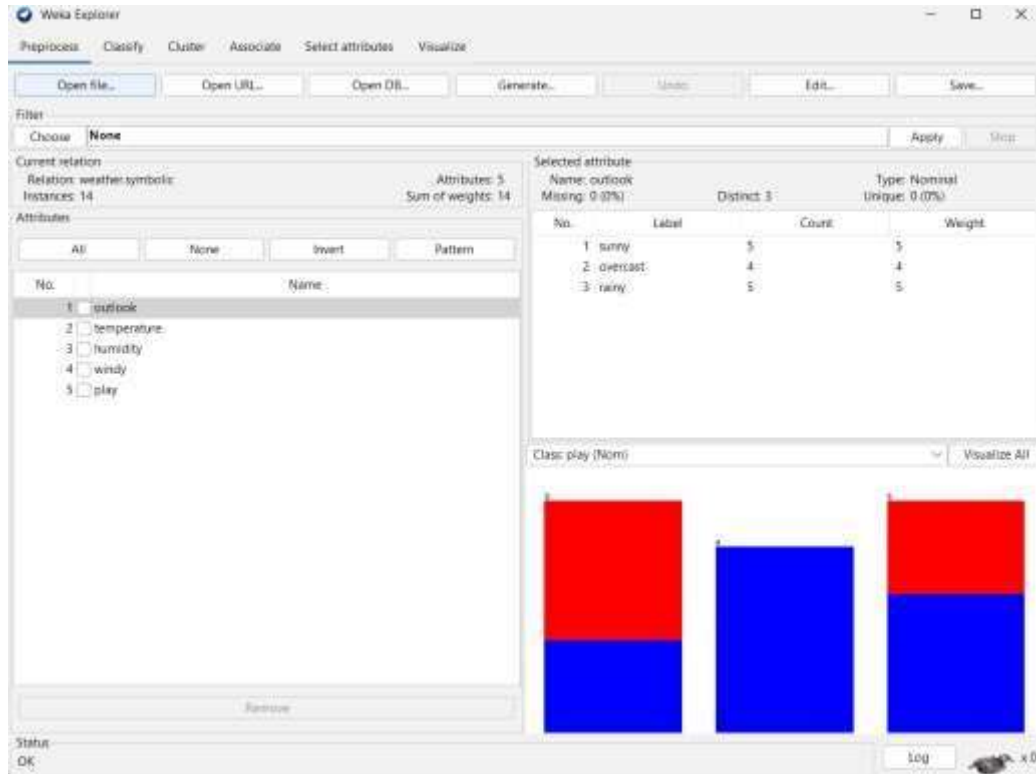 Weka Explorer
Preprocess Classify Cluster Associate Select attributes Visualize
Open file... Open URL... Open DB... Generate... Undo Edit... Save...
Filter
Choose None Apply Stop
Current relation
Relation: weather.symbolic Attributes: 5
Instances: 14 Sum of weights: 14
Selected attribute
Name: outlook Type: Nominal
Missing: 0 (0%) Distinct: 3 Unique: 0 (0%)
Attributes
All None Invert Pattern
No. Name
1 outlook
2 temperature
3 humidity
4 windy
5 play
Remove
No. Label Count Weight
1 sunny 5 5
2 overcast 4 4
3 rainy 5 5
Class: play (Nom) Visualize All
Status
OK
Log x 0